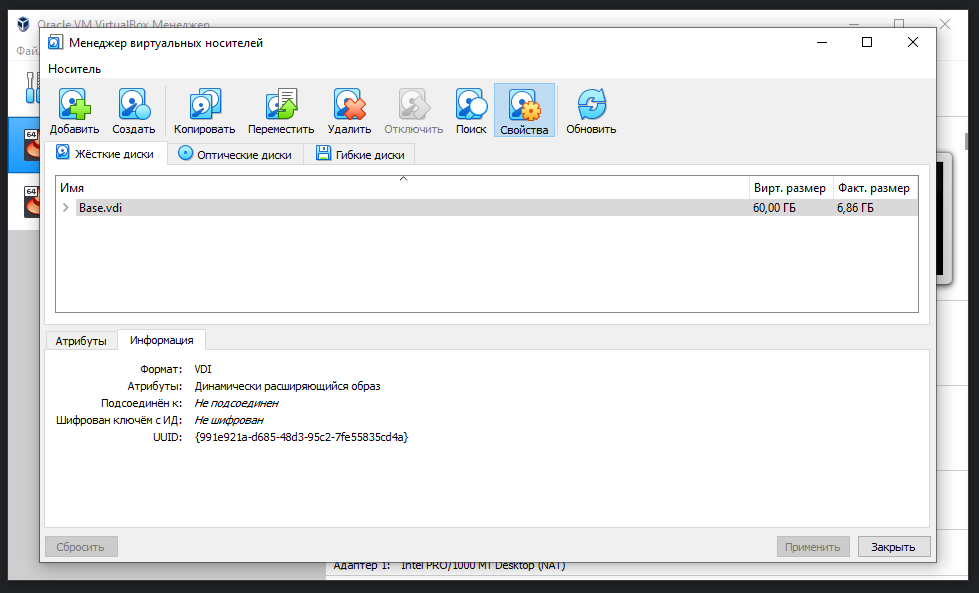 Oracle VM VirtualBox Менеджер
Менеджер виртуальных носителей
Носитель
Добавить Создать Копировать Переместить Удалить Отключить Поиск Свойства Обновить
Жёсткие диски Оптические диски Гибкие диски
Имя Вирт. размер Факт. размер
Base.vdi 60,00 ГБ 6,86 ГБ
64
64
Атрибуты Информация
Формат: VDI
Атрибуты: Динамически расширяющийся образ
Подсоединён к: Не подсоединен
Шифрован ключём с ИД: Не шифрован
UUID: {991e921a-d685-48d3-95c2-7fe55835cd4a}
Сбросить Применить Закрыть
Адаптер 1: Intel PRO/1000 MT Desktop (NAT)